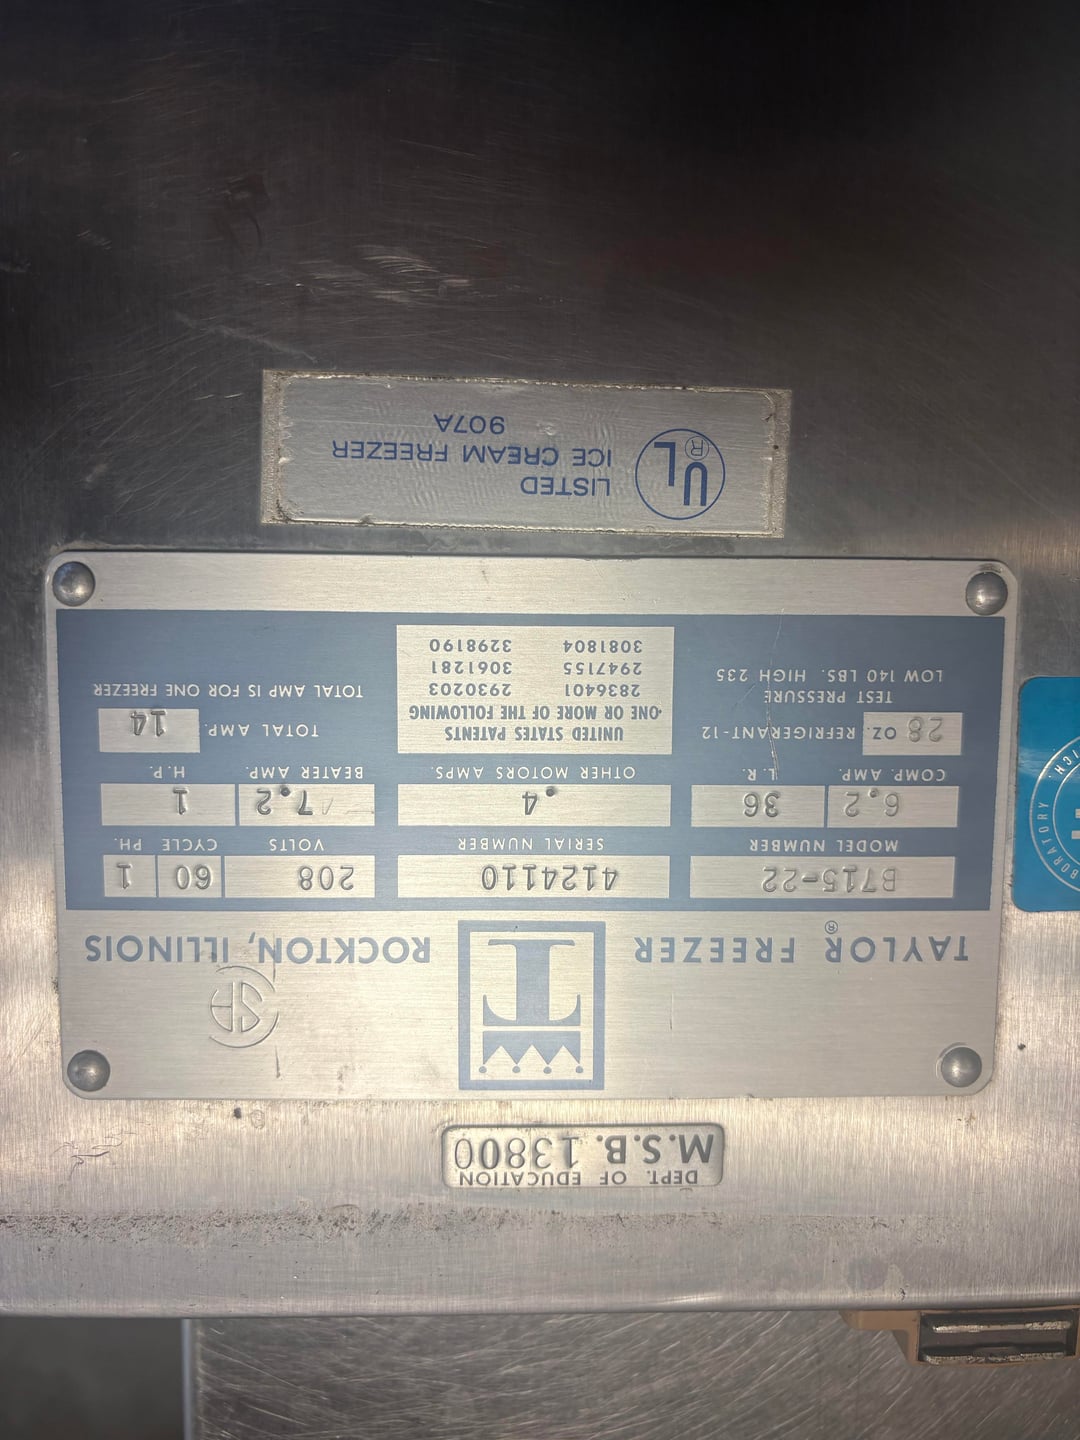 DEPT. OF EDUCATION
M.S.B. 13800
SA
TAYLOR FREEZER® ROCKTON, ILLINOIS
B715-22 4124110 208 60 1
MODEL NUMBER SERIAL NUMBER VOLTS CYCLE PH.
6.2 36 .4 7.2 1
COMP. AMP. L.R. OTHER MOTORS AMPS. BEATER AMP. H.P.
28 OZ. REFRIGERANT-12
TEST PRESSURE
LOW 140 LBS. HIGH 235
UNITED STATES PATENTS
ONE OR MORE OF THE FOLLOWING
2836401 2930203
2947155 3061281
3081804 3298190
TOTAL AMP. 14
TOTAL AMP IS FOR ONE FREEZER
UL®
LISTED
ICE CREAM FREEZER
907A